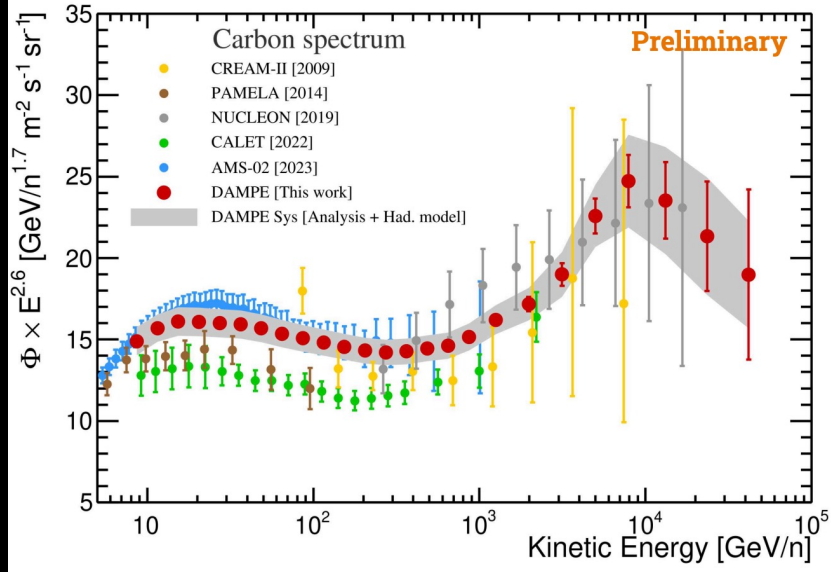 Φ × E^2.6 [GeV/n^1.7 m^-2 s^-1 sr^-1]
35
30
25
20
15
10
5
Carbon spectrum
Preliminary
CREAM-II [2009]
PAMELA [2014]
NUCLEON [2019]
CALET [2022]
AMS-02 [2023]
DAMPE [This work]
DAMPE Sys [Analysis + Had. model]
10 10^2 10^3 10^4 10^5
Kinetic Energy [GeV/n]